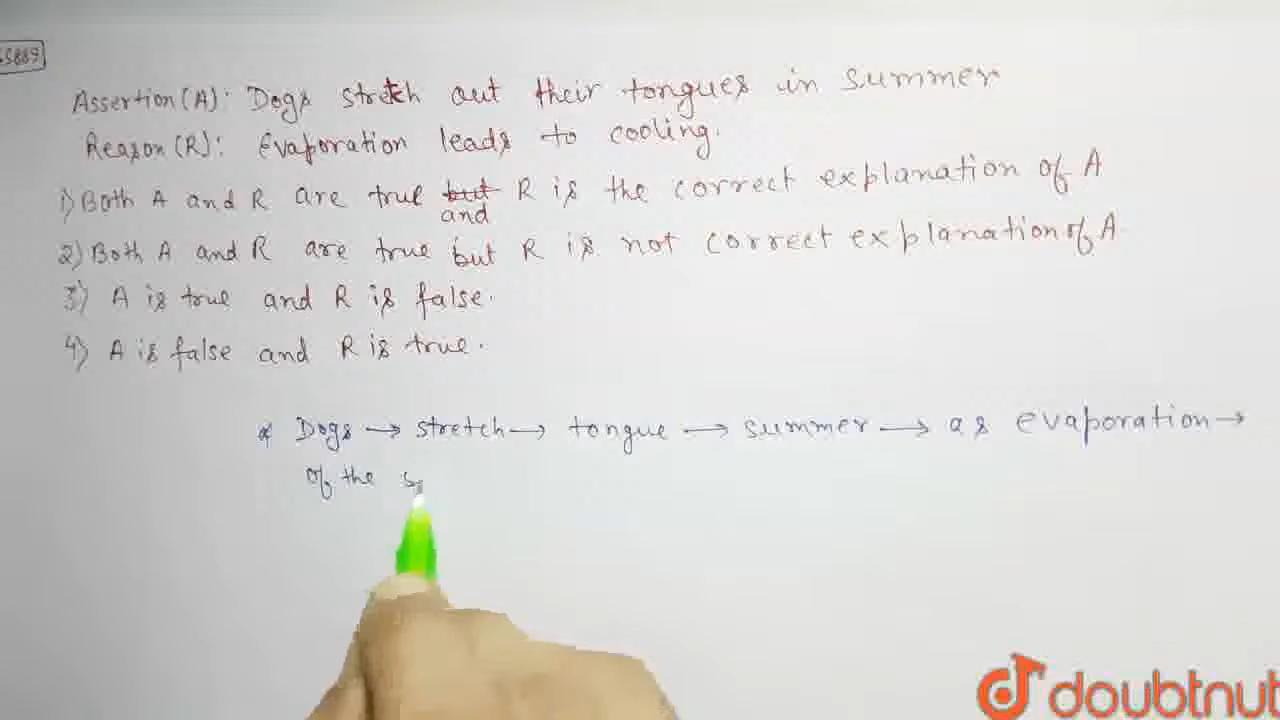 Assertion (A): Dogs stretch out their tongues in summer
Reason (R): Evaporation leads to cooling.
1) Both A and R are true but and R is the correct explanation of A
2) Both A and R are true but R is not correct explanation of A.
3) A is true and R is false.
4) A is false and R is true.
* Dogs → stretch → tongue → summer → as evaporation →
of the s
doubtnut